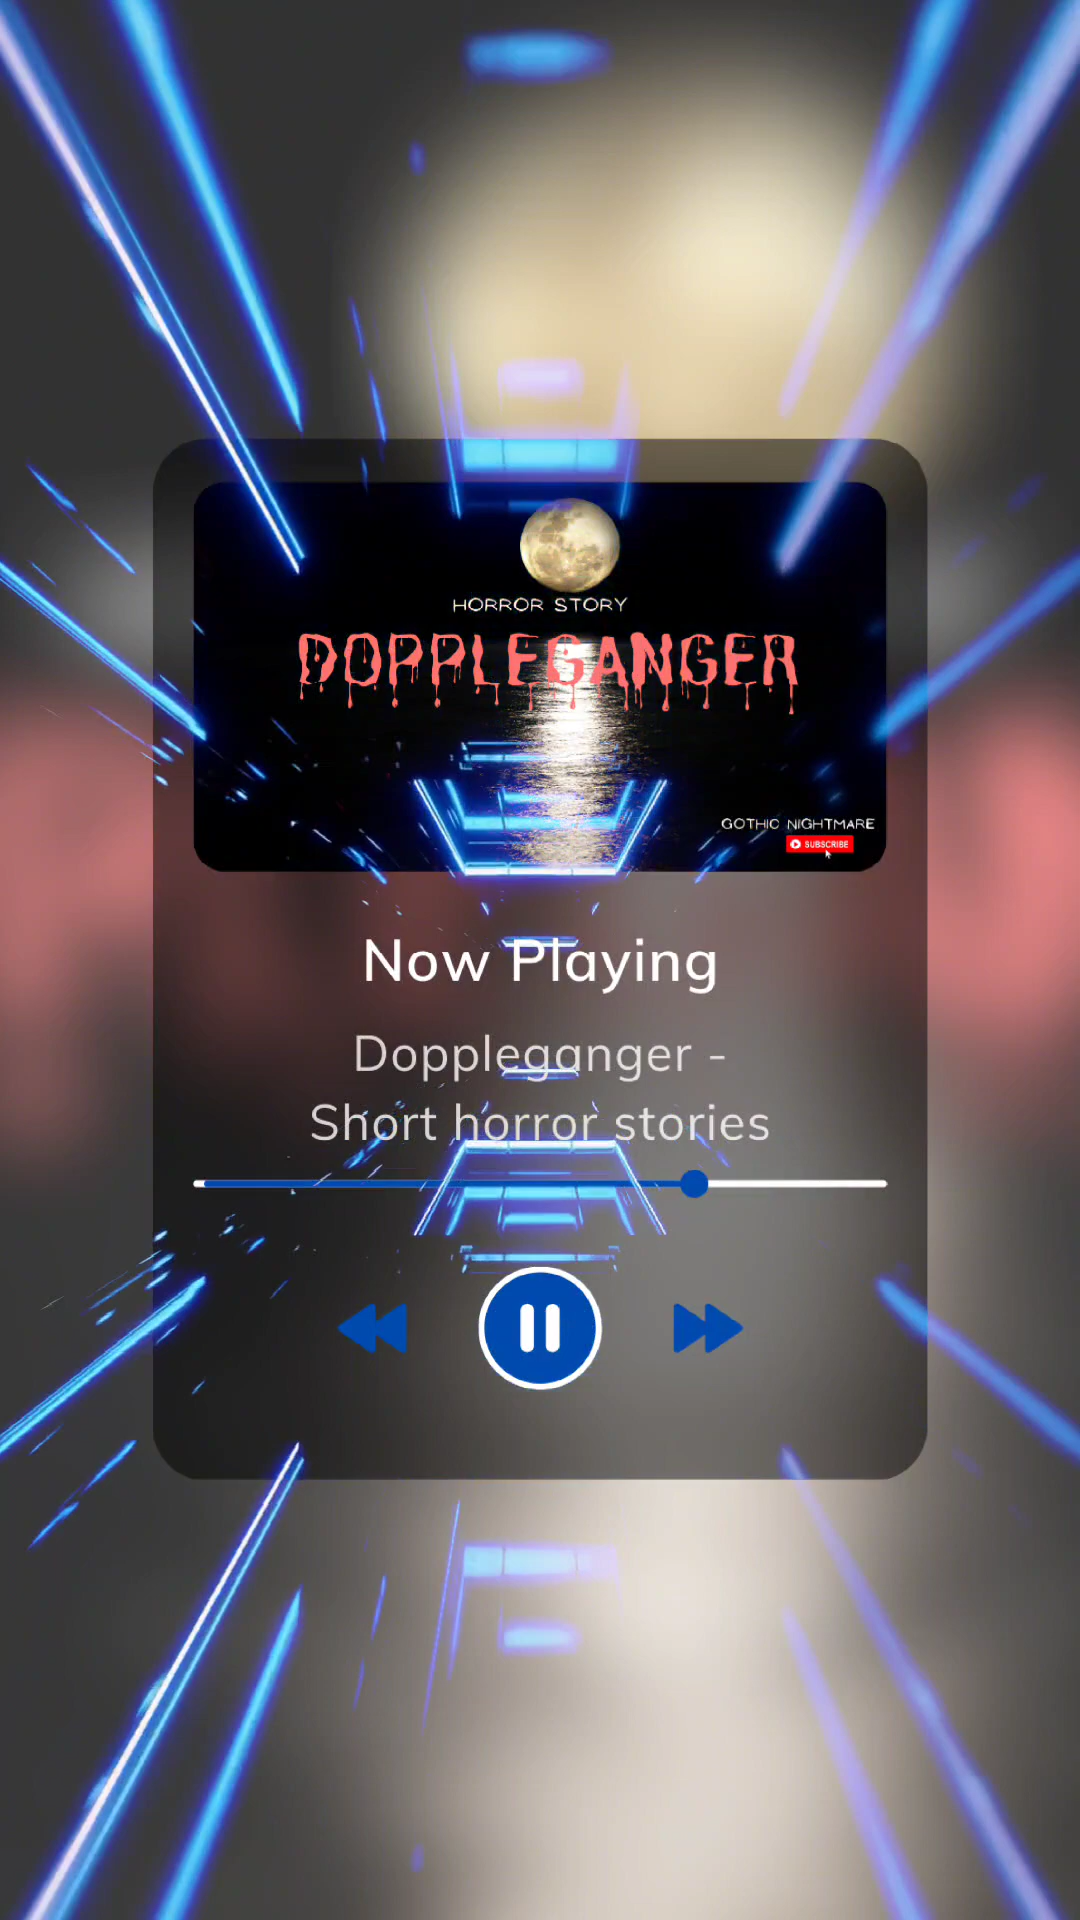 HORROR STORY
DOPPLEGANGER
GOTHIC NIGHTMARE
SUBSCRIBE
Now Playing
Doppleganger -
Short horror stories